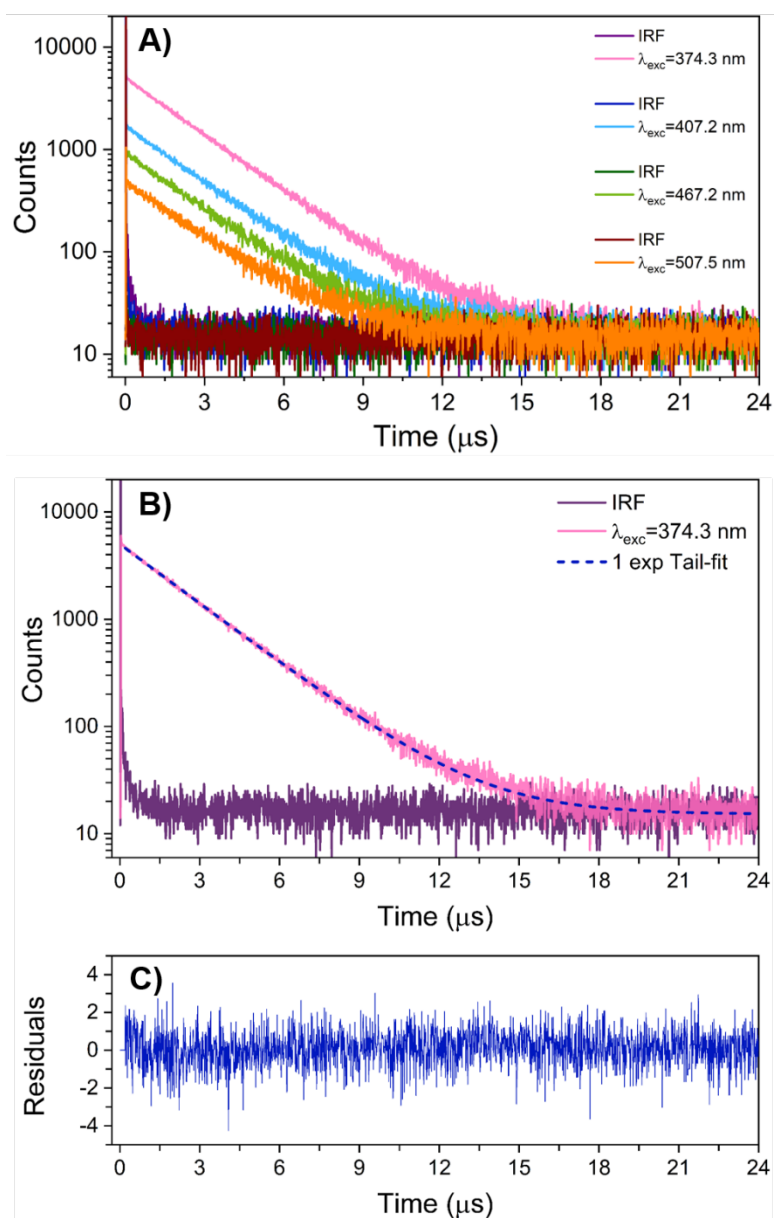 A)
IRF
λexc=374.3 nm
IRF
λexc=407.2 nm
IRF
λexc=467.2 nm
IRF
λexc=507.5 nm
10000
1000
100
10
Counts
0 3 6 9 12 15 18 21 24
Time (μs)
B)
IRF
λexc=374.3 nm
1 exp Tail-fit
10000
1000
100
10
Counts
0 3 6 9 12 15 18 21 24
Time (μs)
C)
4
2
0
-2
-4
Residuals
0 3 6 9 12 15 18 21 24
Time (μs)